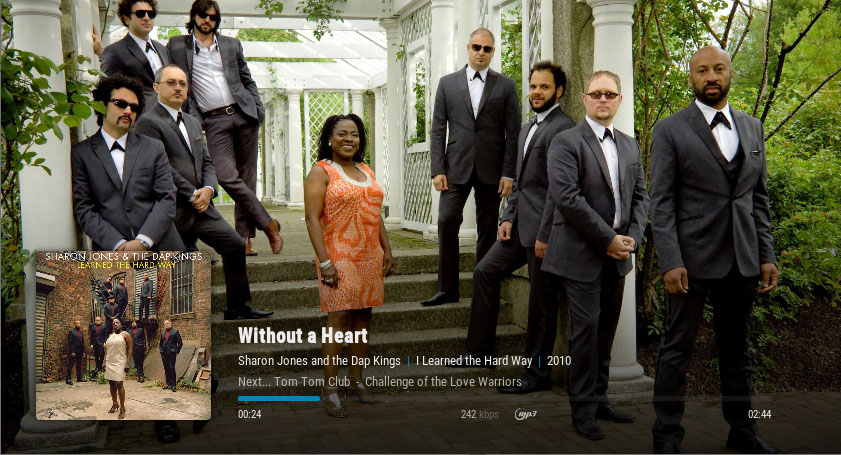 SHARON JONES & THE DAP-KINGS
I LEARNED THE HARD WAY
Without a Heart
Sharon Jones and the Dap Kings | I Learned the Hard Way | 2010
Next... Tom Tom Club - Challenge of the Love Warriors
00:24 242 kbps mp3 02:44